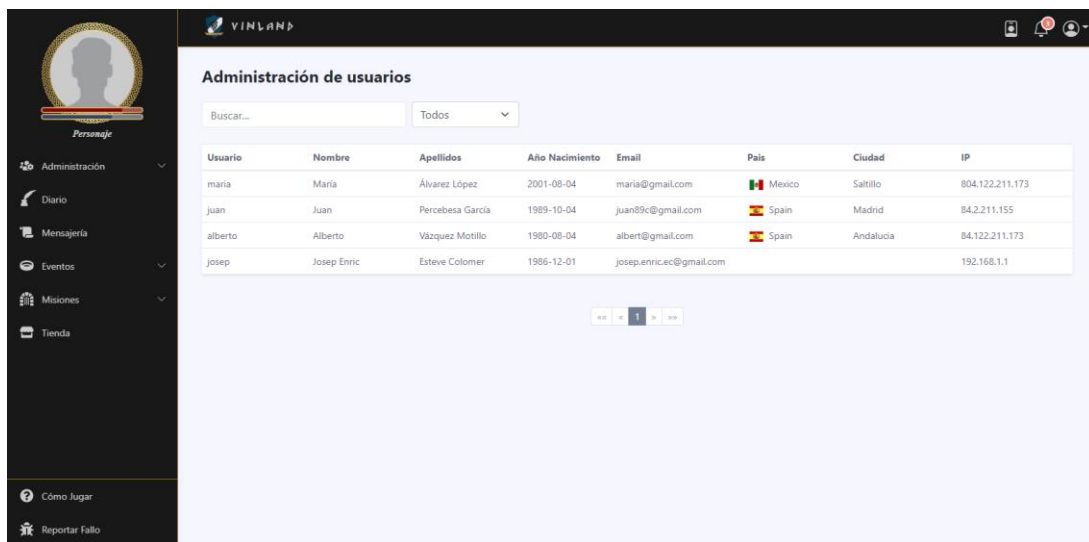 VINLAND
3
Personaje
Administración
Diario
Mensajería
Eventos
Misiones
Tienda
Cómo Jugar
Reportar Fallo
Administración de usuarios
Buscar...
Todos
Usuario Nombre Apellidos Año Nacimiento Email Pais Ciudad IP
maria María Álvarez López 2001-08-04 maria@gmail.com Mexico Saltillo 804.122.211.173
juan Juan Percebesa García 1989-10-04 juan89c@gmail.com Spain Madrid 84.2.211.155
alberto Alberto Vázquez Motillo 1980-08-04 albert@gmail.com Spain Andalucia 84.122.211.173
josep Josep Enric Esteve Colomer 1986-12-01 josep.enric.ec@gmail.com 192.168.1.1
«« « 1 » »»